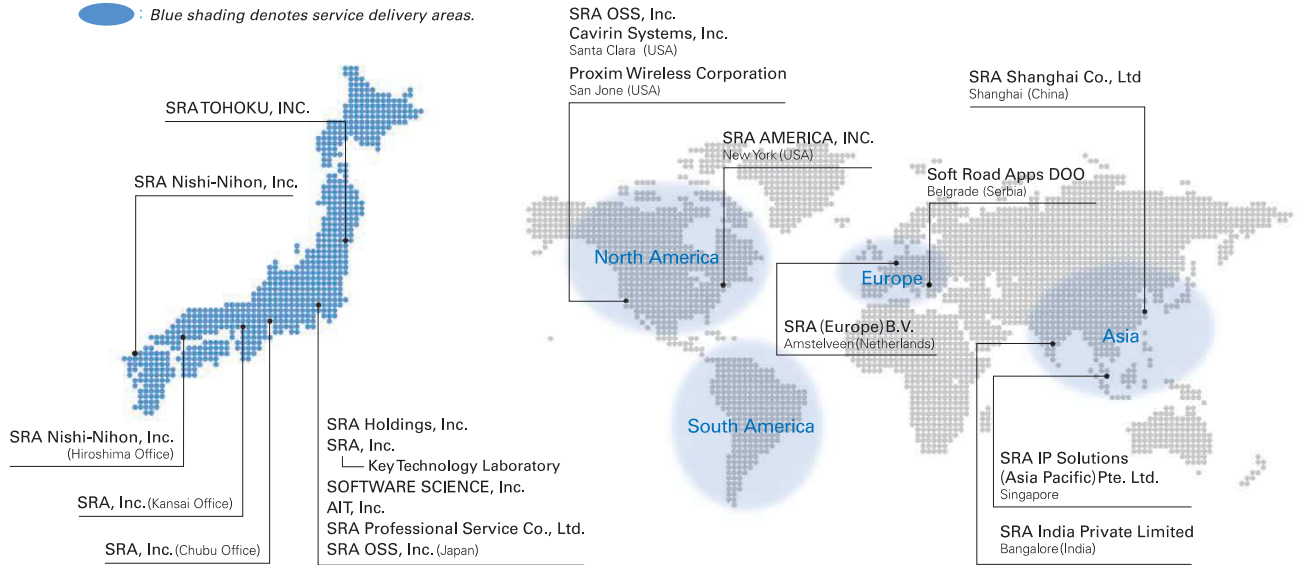 : Blue shading denotes service delivery areas.
SRA TOHOKU, INC.
SRA Nishi-Nihon, Inc.
SRA Nishi-Nihon, Inc.
(Hiroshima Office)
SRA, Inc. (Kansai Office)
SRA, Inc. (Chubu Office)
SRA Holdings, Inc.
SRA, Inc.
Key Technology Laboratory
SOFTWARE SCIENCE, Inc.
AIT, Inc.
SRA Professional Service Co., Ltd.
SRA OSS, Inc. (Japan)
SRA OSS, Inc.
Cavirin Systems, Inc.
Santa Clara (USA)
Proxim Wireless Corporation
San Jone (USA)
SRA AMERICA, INC.
New York (USA)
SRA Shanghai Co., Ltd
Shanghai (China)
Soft Road Apps DOO
Belgrade (Serbia)
North America
Europe
Asia
South America
SRA (Europe) B.V.
Amstelveen (Netherlands)
SRA IP Solutions
(Asia Pacific) Pte. Ltd.
Singapore
SRA India Private Limited
Bangalore (India)